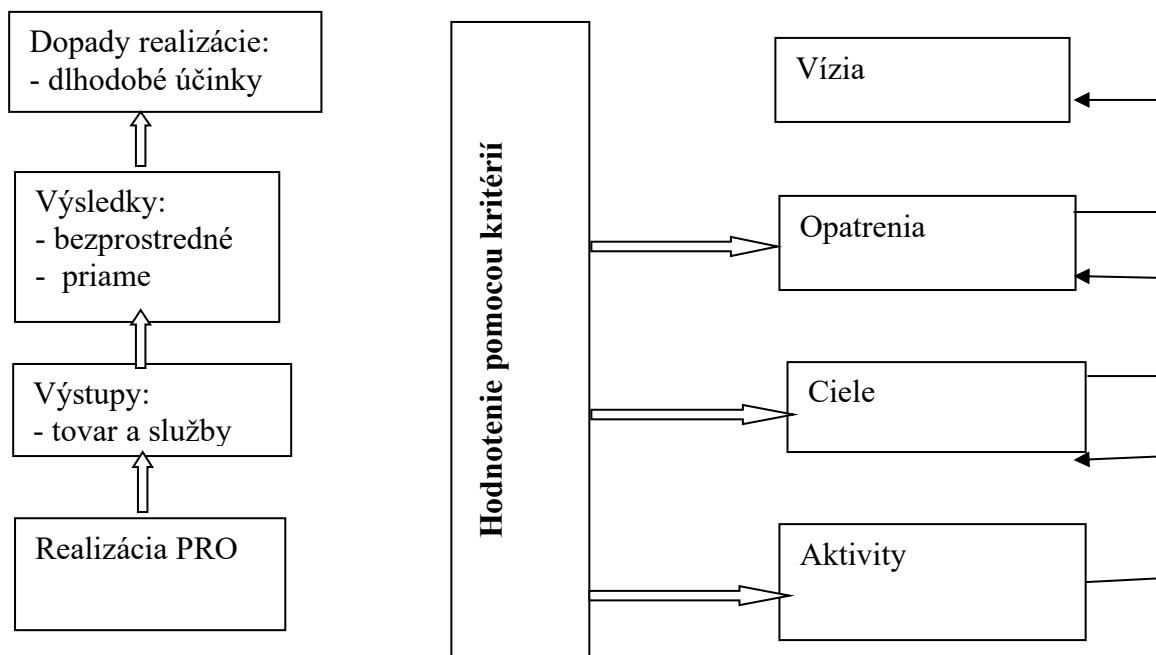 Dopady realizácie:
- dlhodobé účinky
Výsledky:
- bezprostredné
- priame
Výstupy:
- tovar a služby
Realizácia PRO
Hodnotenie pomocou kritérií
Vízia
Opatrenia
Ciele
Aktivity